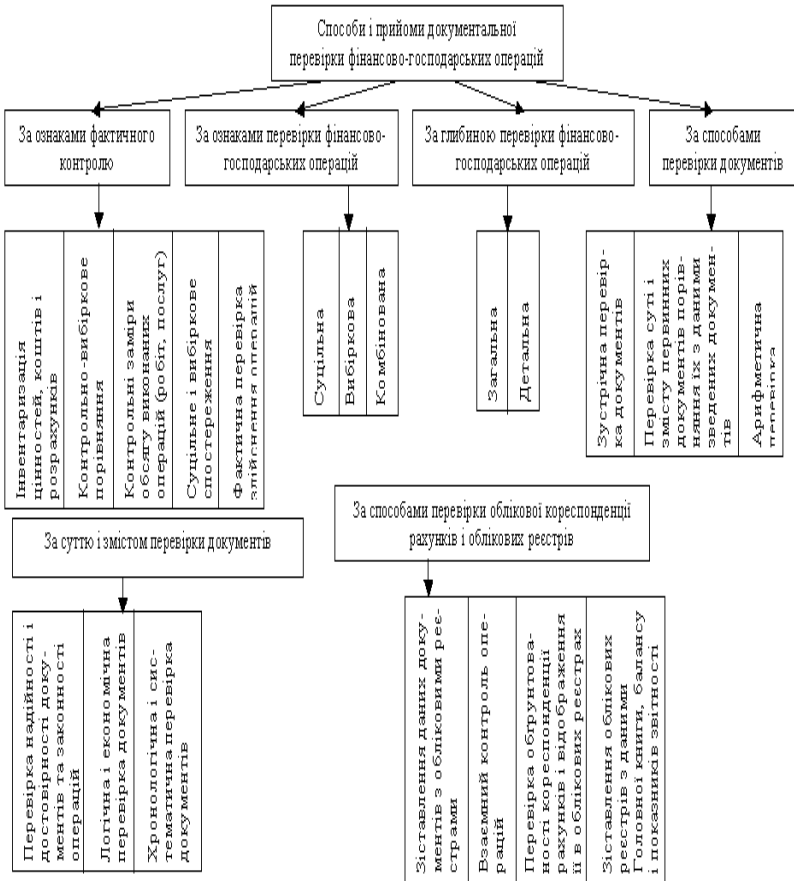 Способи і прийоми документальної
перевірки фінансово-господарських операцій
За ознаками фактичного
контролю
За ознаками перевірки фінансово-
господарських операцій
За глибиною перевірки фінансово-
господарських операцій
За способами
перевірки документів
Інвентаризація
цінностей, коштів і
розрахунків
Контрольно-вибіркове
порівняння
Контрольні заміри
обсягу виконаних
операцій (робіт, послуг)
Суцільне і вибіркове
спостереження
Фактична перевірка
здійснення операцій
Суцільна
Вибіркова
Комбінована
Загальна
Детальна
Зустрічна перевір-
ка документів
Перевірка суті і
змісту первинних
документів порів-
няння їх з даними
зведених докумен-
тів
Арифметична
перевірка
За суттю і змістом перевірки документів
За способами перевірки облікової кореспонденції
рахунків і облікових реєстрів
Перевірка надійності і
достовірності доку-
ментів та законності
операцій
Логічна і економічна
перевірка документів
Хронологічна і сис-
тематична перевірка
документів
Зіставлення даних доку-
ментів з обліковими реє-
страми
Взаємний контроль опе-
рацій
Перевірка обґрунтова-
ності кореспонденції
рахунків і відображення
її в облікових реєстрах
Зіставлення облікових
реєстрів з даними
Головної книги, балансу
і показників звітності